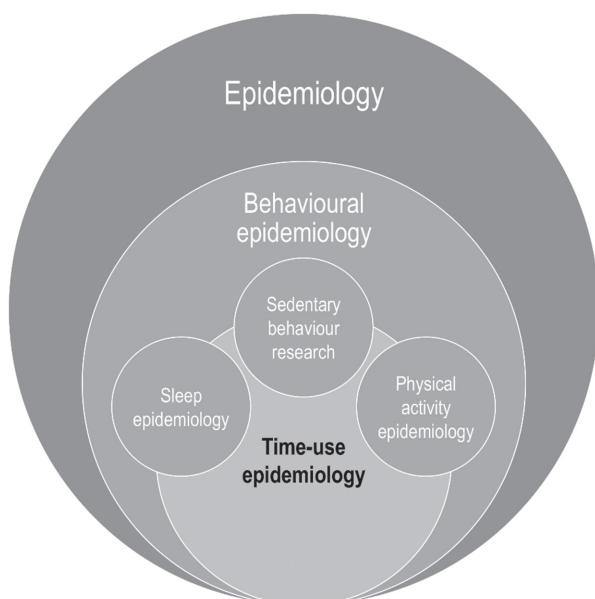 Epidemiology
Behavioural
epidemiology
Sedentary
behaviour
research
Sleep
epidemiology
Physical
activity
epidemiology
Time-use
epidemiology